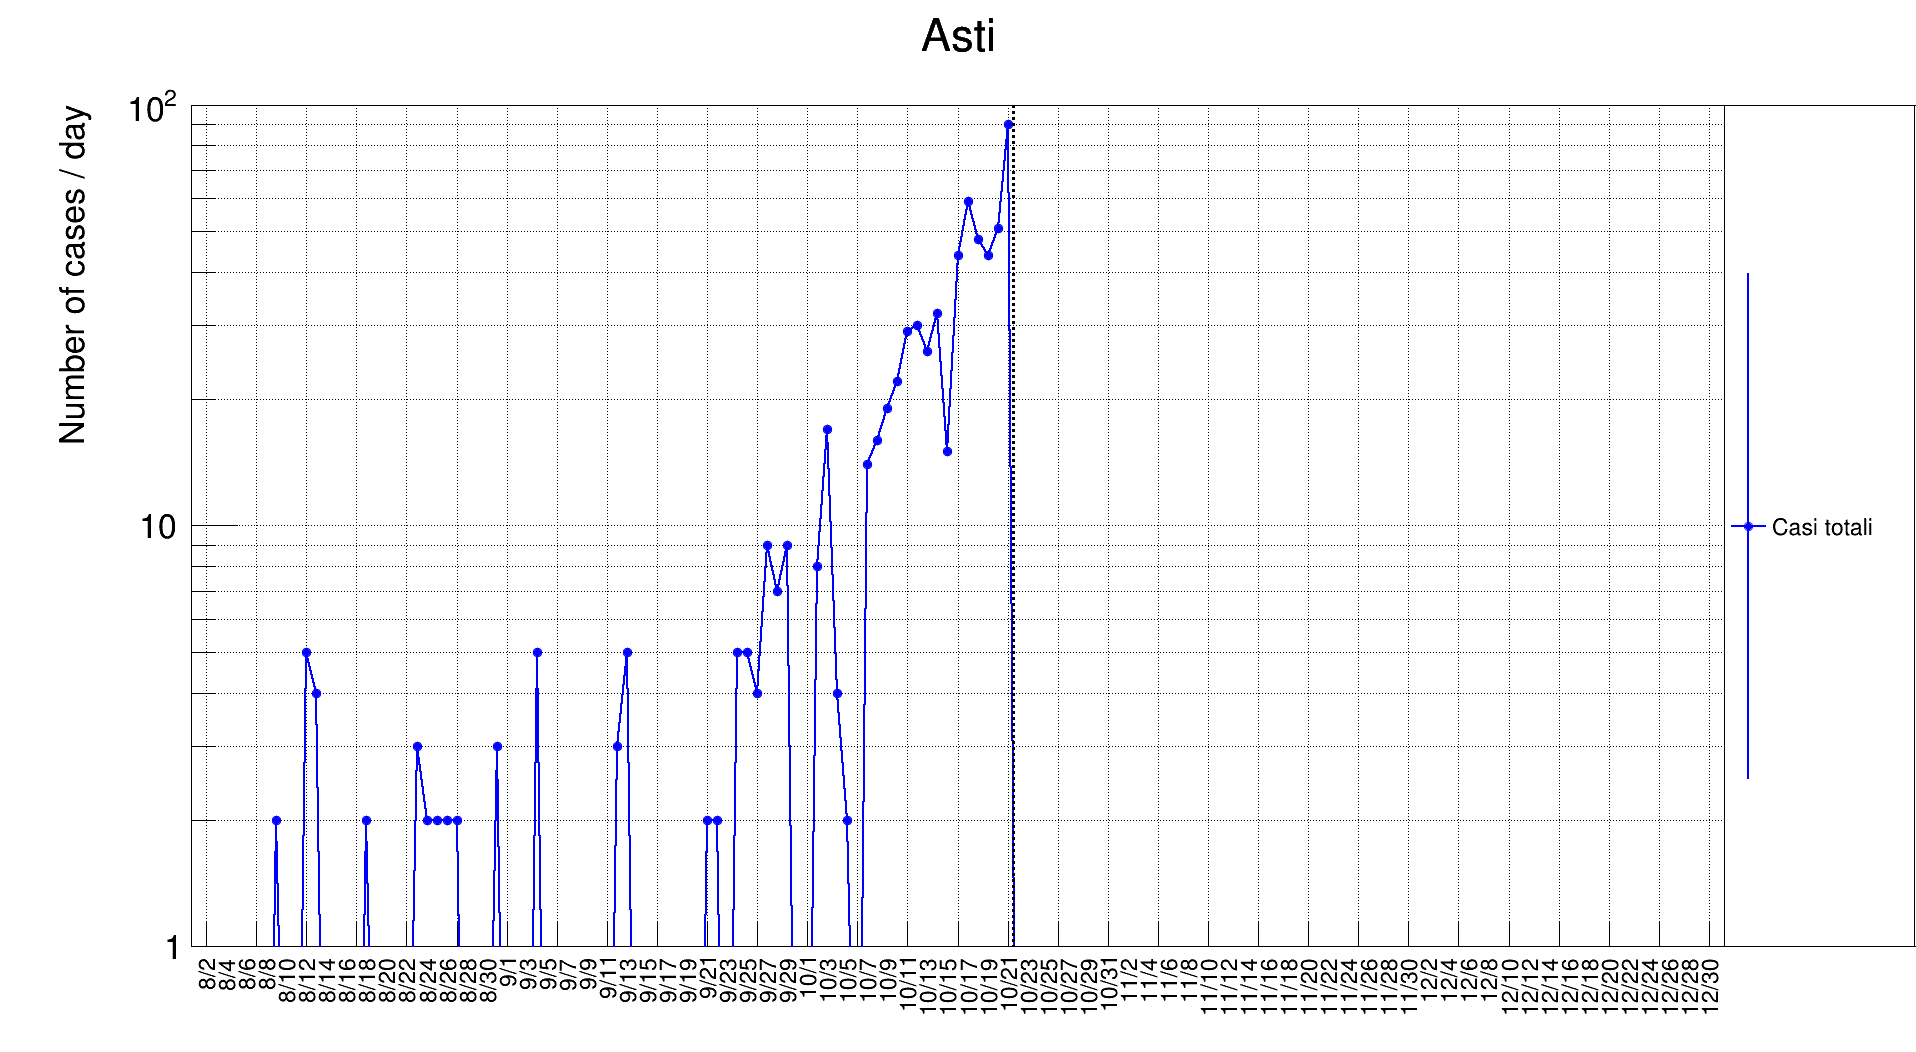 Asti
Number of cases / day
10²
10
1
8/2 8/4 8/6 8/8 8/10 8/12 8/14 8/16 8/18 8/20 8/22 8/24 8/26 8/28 8/30 9/1 9/3 9/5 9/7 9/9 9/11 9/13 9/15 9/17 9/19 9/21 9/23 9/25 9/27 9/29 10/1 10/3 10/5 10/7 10/9 10/11 10/13 10/15 10/17 10/19 10/21 10/23 10/25 10/27 10/29 10/31 11/2 11/4 11/6 11/8 11/10 11/12 11/14 11/16 11/18 11/20 11/22 11/24 11/26 11/28 11/30 12/2 12/4 12/6 12/8 12/10 12/12 12/14 12/16 12/18 12/20 12/22 12/24 12/26 12/28 12/30
Casi totali